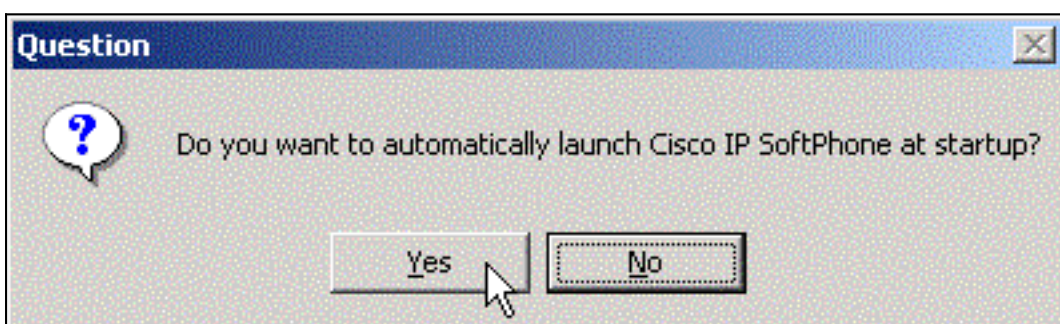 Question
Do you want to automatically launch Cisco IP SoftPhone at startup?
Yes No